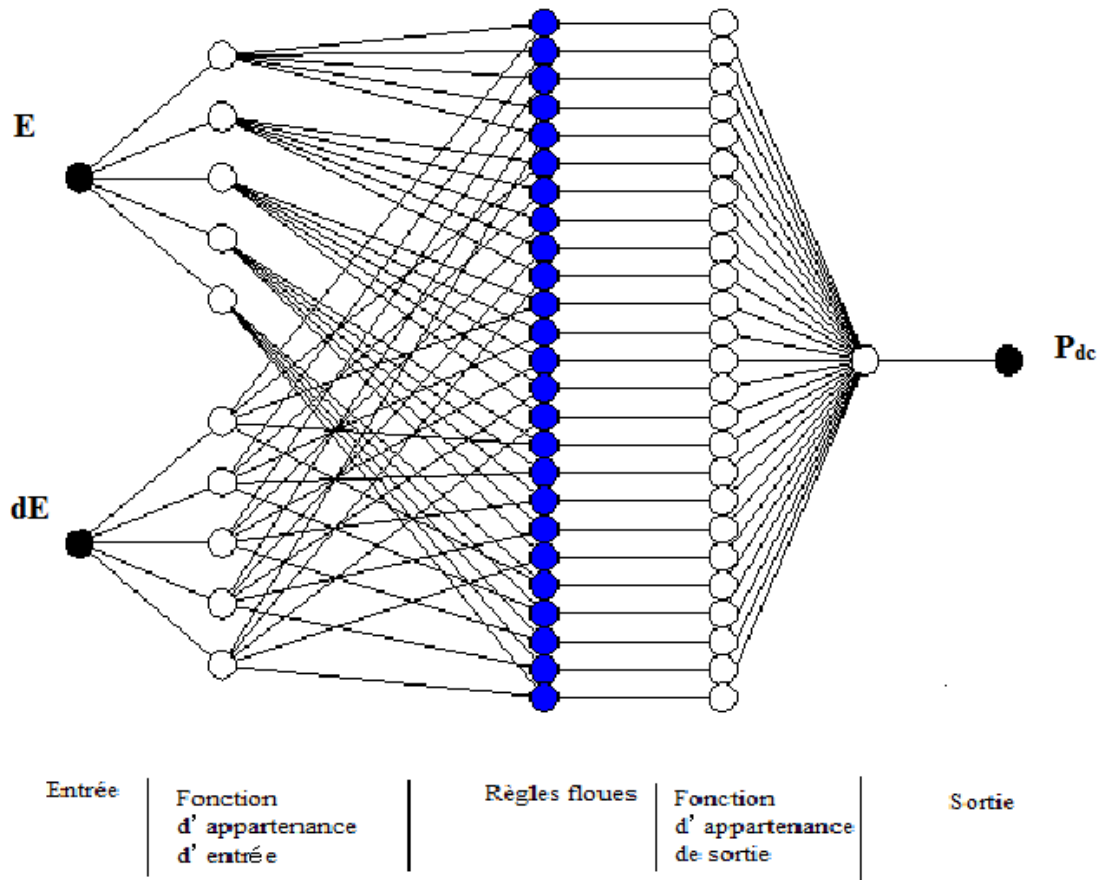 E
dE
Pdc
Entrée
Fonction
d' appartenance
d' entrée
Règles floues
Fonction
d' appartenance
de sortie
Sortie